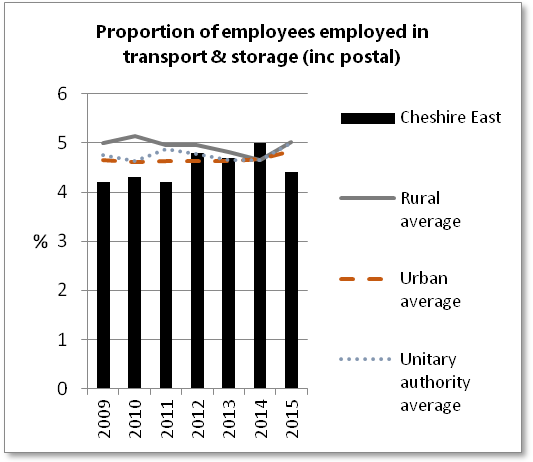 Proportion of employees employed in
transport & storage (inc postal)
6
5
4
3
2
1
0
%
2009
2010
2011
2012
2013
2014
2015
Cheshire East
Rural
average
Urban
average
Unitary
authority
average